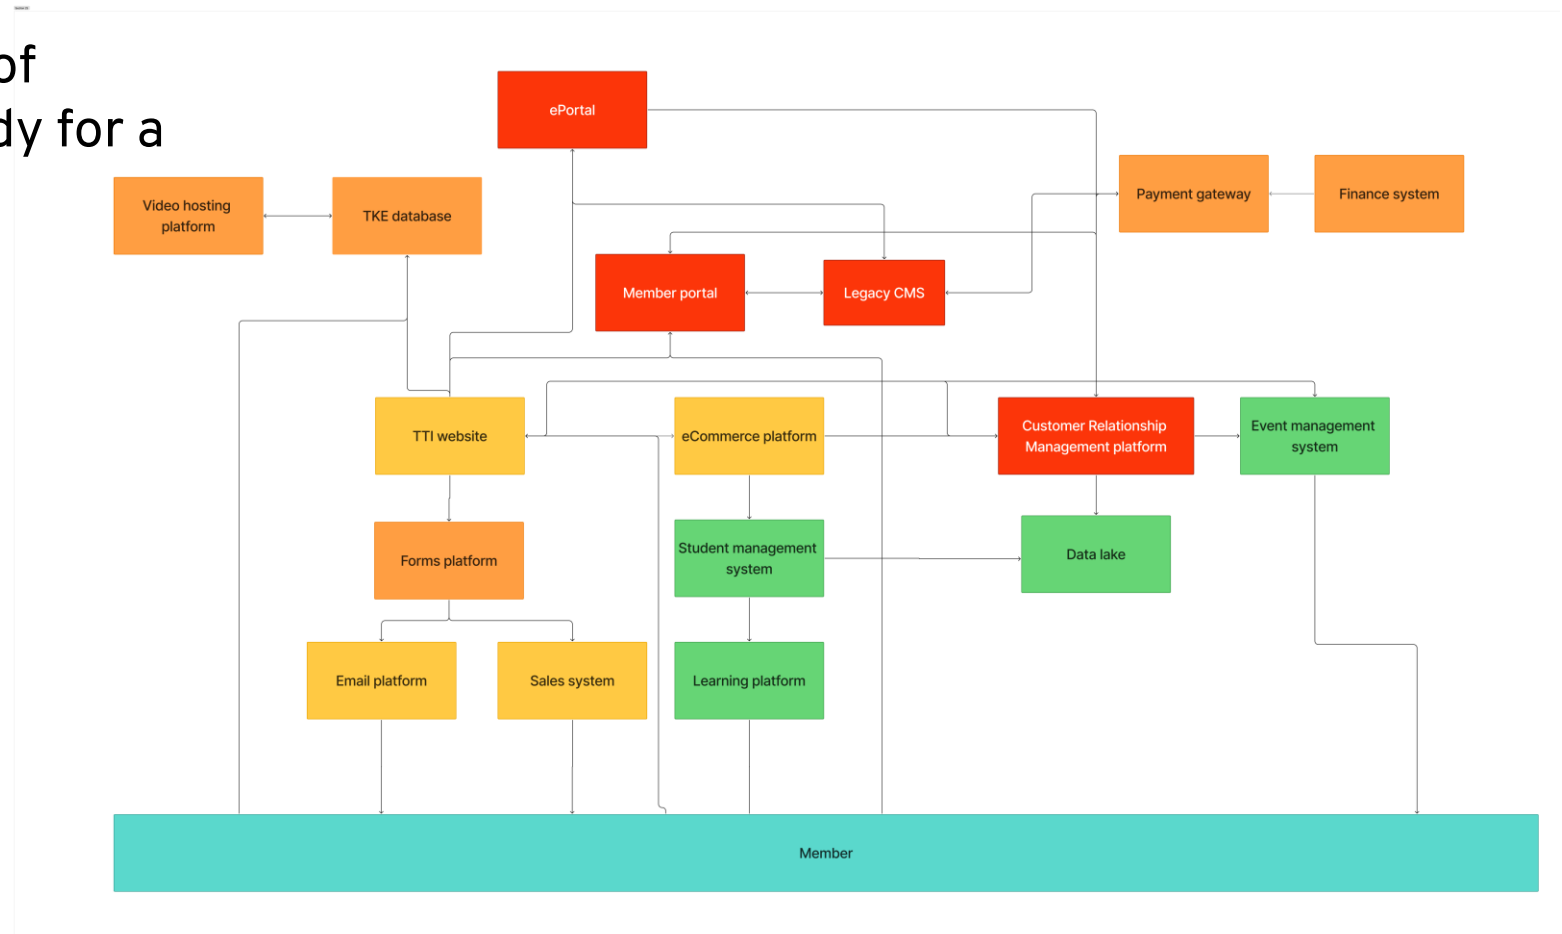 of
dy for a
ePortal
Video hosting
platform
TKE database
Payment gateway
Finance system
Member portal
Legacy CMS
TTI website
eCommerce platform
Customer Relationship
Management platform
Event management
system
Forms platform
Student management
system
Data lake
Email platform
Sales system
Learning platform
Member